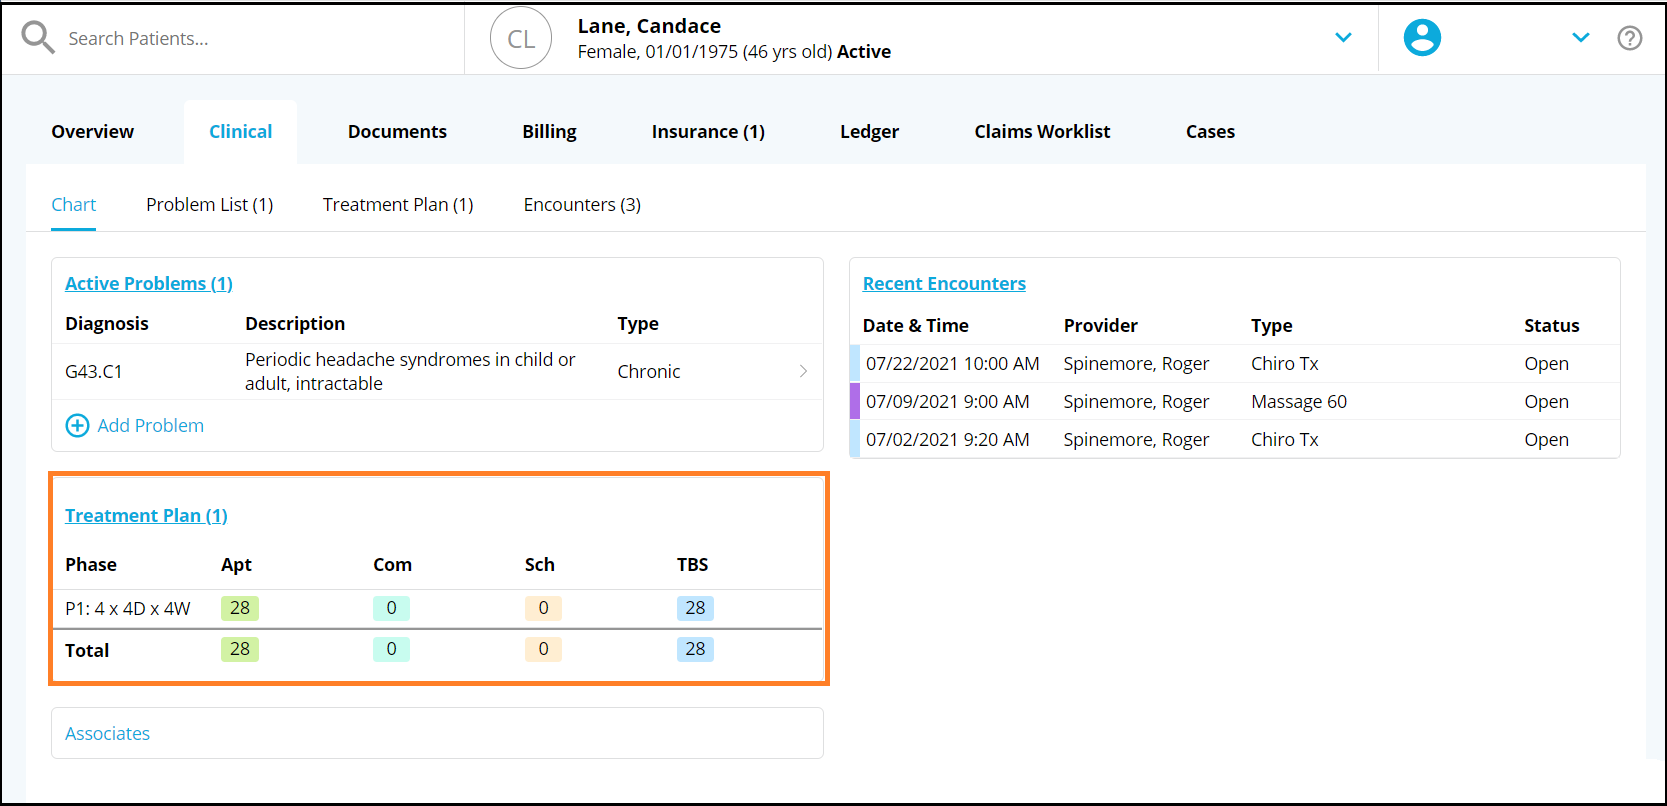 Search Patients...
CL
Lane, Candace
Female, 01/01/1975 (46 yrs old) Active
Overview Clinical Documents Billing Insurance (1) Ledger Claims Worklist Cases
Chart Problem List (1) Treatment Plan (1) Encounters (3)
Active Problems (1)
Diagnosis Description Type
G43.C1 Periodic headache syndromes in child or
adult, intractable Chronic
Add Problem
Treatment Plan (1)
Phase Apt Com Sch TBS
P1: 4 x 4D x 4W 28 0 0 28
Total 28 0 0 28
Associates
Recent Encounters
Date & Time Provider Type Status
07/22/2021 10:00 AM Spinemore, Roger Chiro Tx Open
07/09/2021 9:00 AM Spinemore, Roger Massage 60 Open
07/02/2021 9:20 AM Spinemore, Roger Chiro Tx Open